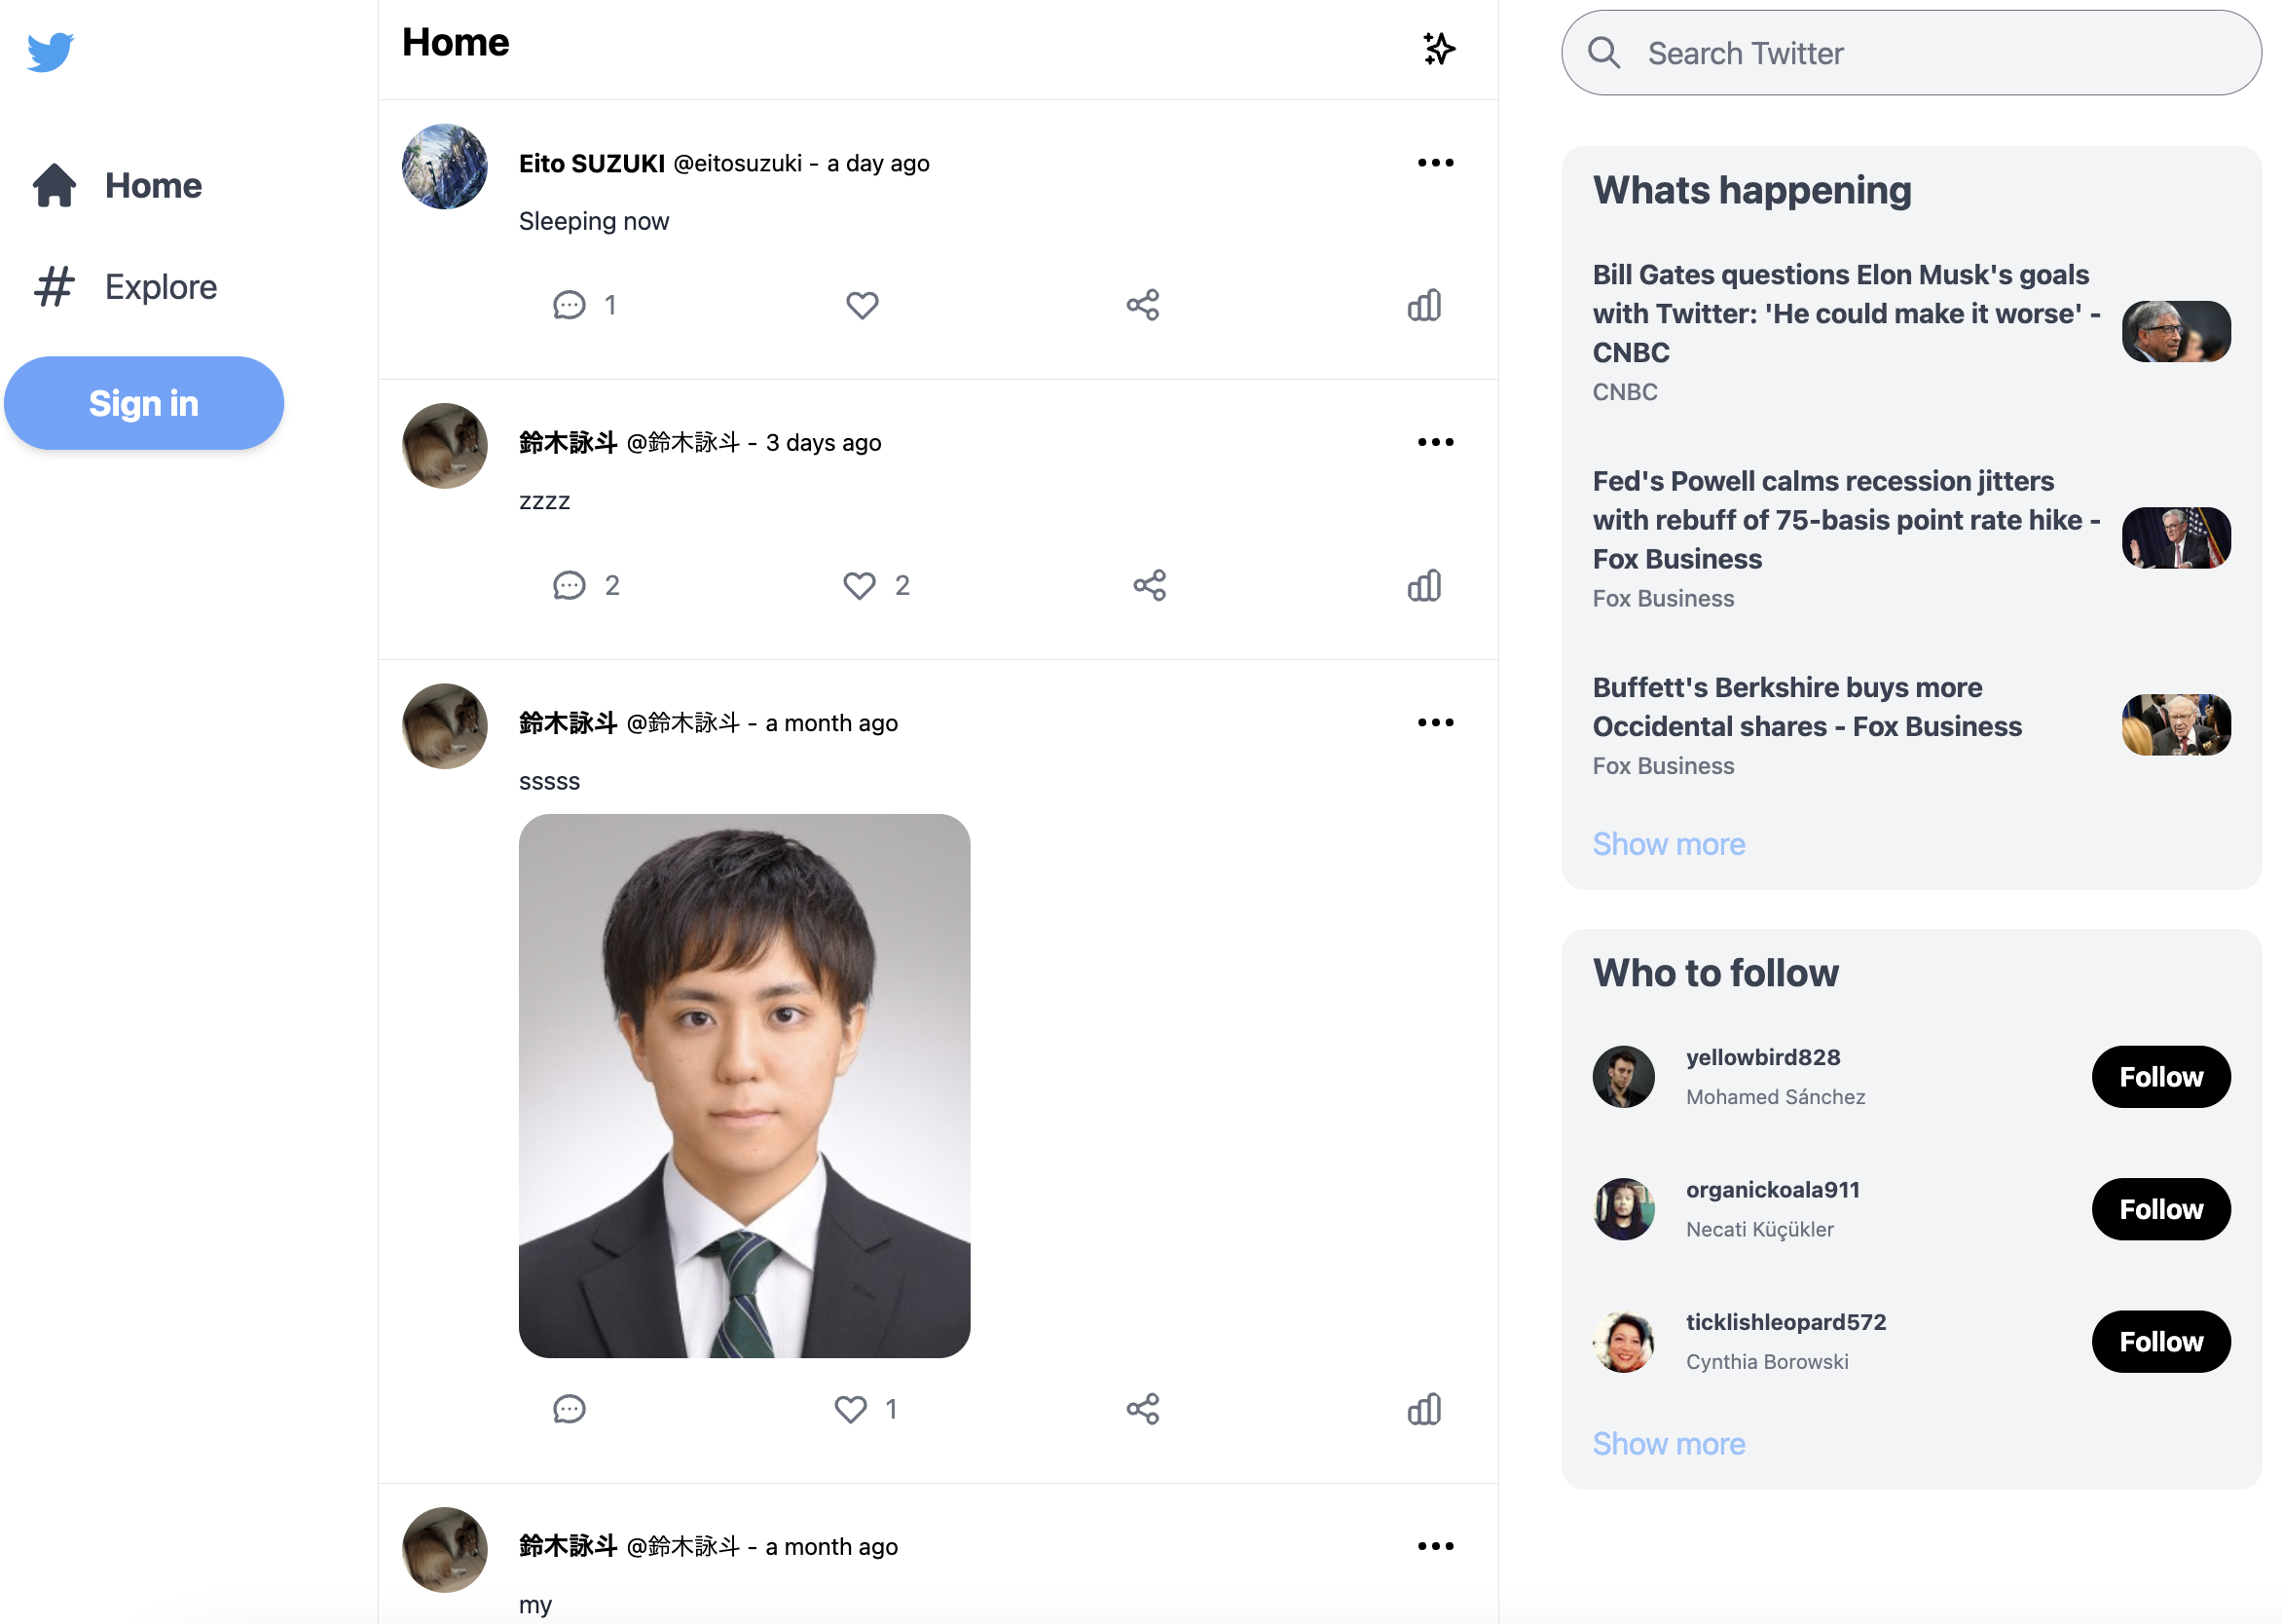 Home
Explore
Sign in
Home
Eito SUZUKI @eitosuzuki - a day ago
Sleeping now
1
鈴木詠斗 @鈴木詠斗 - 3 days ago
zzzz
2 2
鈴木詠斗 @鈴木詠斗 - a month ago
sssss
1
鈴木詠斗 @鈴木詠斗 - a month ago
my
Search Twitter
Whats happening
Bill Gates questions Elon Musk's goals
with Twitter: 'He could make it worse' -
CNBC
CNBC
Fed's Powell calms recession jitters
with rebuff of 75-basis point rate hike -
Fox Business
Fox Business
Buffett's Berkshire buys more
Occidental shares - Fox Business
Fox Business
Show more
Who to follow
yellowbird828
Mohamed Sánchez
Follow
organickoala911
Necati Küçükler
Follow
ticklishleopard572
Cynthia Borowski
Follow
Show more